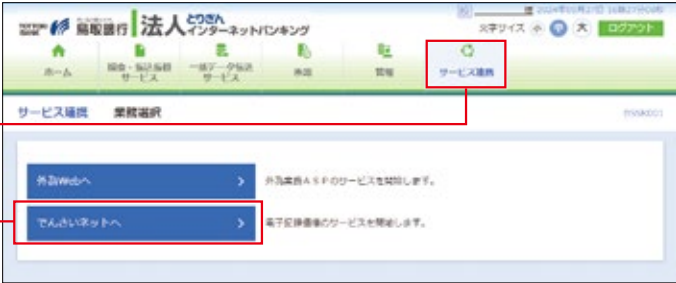 鳥取銀行 法人 とりぎん インターネットバンキング
文字サイズ 小 中 大 ログアウト
ホーム 照会・振込振替 サービス 一括データ伝送 サービス 承認 管理 サービス連携
サービス連携 業務選択
外為Webへ 外為業務ASPのサービスを開始します。
でんさいネットへ 電子記録債権のサービスを開始します。